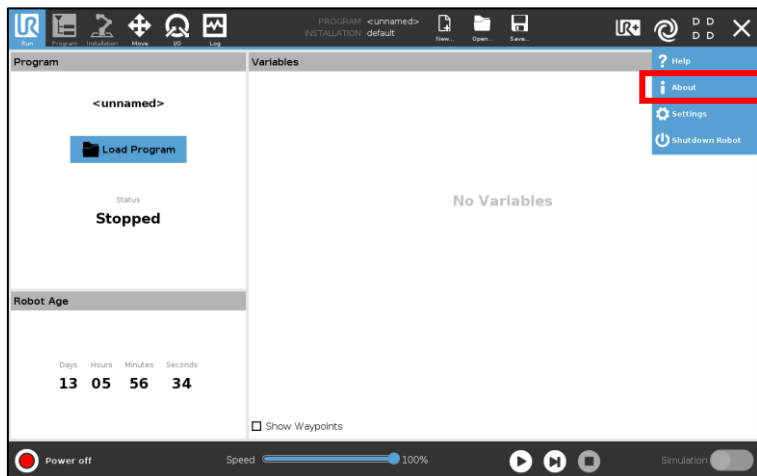 UR
Run
Program
Installation
Move
I/O
Log
PROGRAM <unnamed>
INSTALLATION default
New...
Open...
Save...
UR+
D D
D D
Program
Variables
Help
About
Settings
Shutdown Robot
<unnamed>
Load Program
Status
Stopped
No Variables
Robot Age
Days Hours Minutes Seconds
13 05 56 34
Show Waypoints
Power off
Speed 100%
Simulation